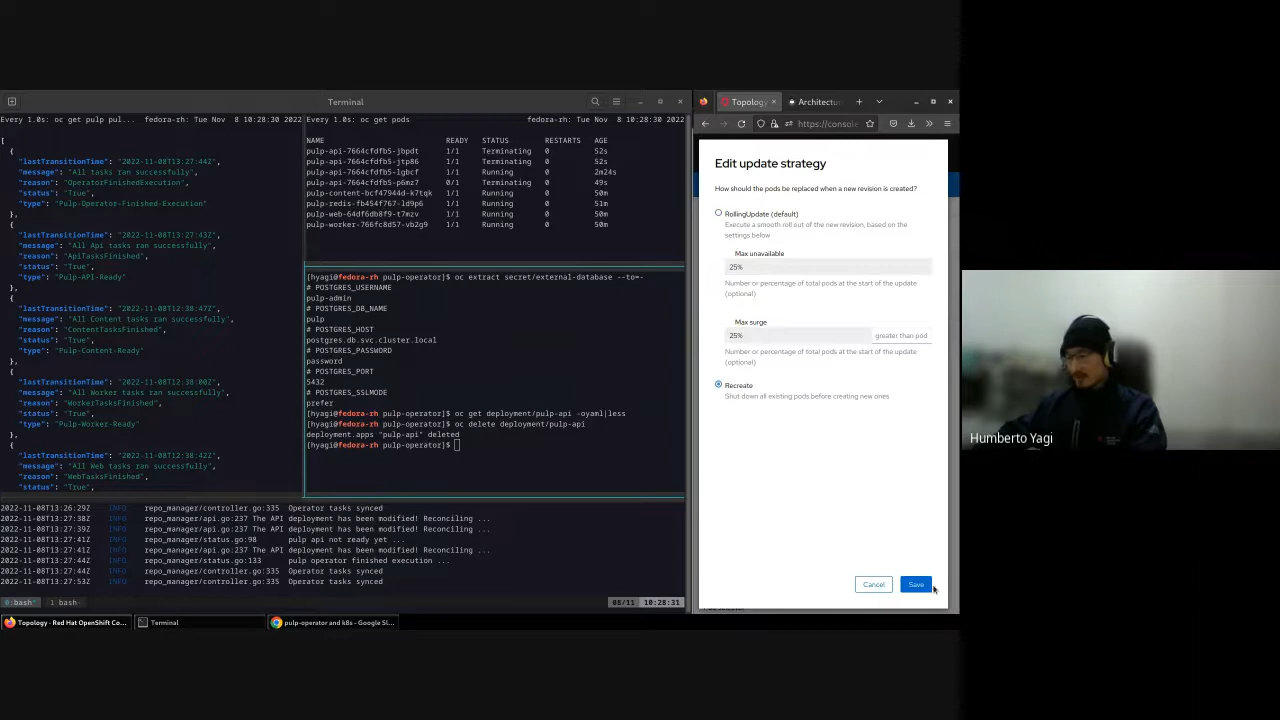 Terminal
Every 1.0s: oc get pulp pul... fedora-rh: Tue Nov 8 10:28:30 2022
[
{
"lastTransitionTime": "2022-11-08T13:27:44Z"
"message": "All tasks ran successfully",
"reason": "OperatorFinishedExecution",
"status": "True",
"type": "Pulp-Operator-Finished-Execution"
},
{
"lastTransitionTime": "2022-11-08T13:27:43Z"
"message": "All Api tasks ran successfully",
"reason": "ApiTasksFinished",
"status": "True",
"type": "Pulp-API-Ready"
},
{
"lastTransitionTime": "2022-11-08T12:38:47Z"
"message": "All Content tasks ran successfully",
"reason": "ContentTasksFinished",
"status": "True",
"type": "Pulp-Content-Ready"
},
{
"lastTransitionTime": "2022-11-08T12:38:00Z"
"message": "All Worker tasks ran successfully",
"reason": "WorkerTasksFinished",
"status": "True",
"type": "Pulp-Worker-Ready"
},
{
"lastTransitionTime": "2022-11-08T12:38:42Z"
"message": "All Web tasks ran successfully",
"reason": "WebTasksFinished",
"status": "True",
Every 1.0s: oc get pods fedora-rh: Tue Nov 8 10:28:30 2022
NAME READY STATUS RESTARTS AGE
pulp-api-7664cfdfb5-jbpdt 1/1 Terminating 0 52s
pulp-api-7664cfdfb5-jtp86 1/1 Terminating 0 52s
pulp-api-7664cfdfb5-lgbcf 1/1 Running 0 2m24s
pulp-api-7664cfdfb5-p6mz7 0/1 Terminating 0 49s
pulp-content-bcf47944d-k7tqk 1/1 Running 0 50m
pulp-redis-fb454f767-ld9p6 1/1 Running 0 51m
pulp-web-64df6db8f9-t7mzv 1/1 Running 0 50m
pulp-worker-766fc8d57-vb2g9 1/1 Running 0 50m
[hyagi@fedora-rh pulp-operator]$ oc extract secret/external-database --to=-
# POSTGRES_USERNAME
pulp-admin
# POSTGRES_DB_NAME
pulp
# POSTGRES_HOST
postgres.db.svc.cluster.local
# POSTGRES_PASSWORD
password
# POSTGRES_PORT
5432
# POSTGRES_SSLMODE
prefer
[hyagi@fedora-rh pulp-operator]$ oc get deployment/pulp-api -oyaml|less
[hyagi@fedora-rh pulp-operator]$ oc delete deployment/pulp-api
deployment.apps "pulp-api" deleted
[hyagi@fedora-rh pulp-operator]$
2022-11-08T13:26:29Z INFO repo_manager/controller.go:335 Operator tasks synced
2022-11-08T13:27:38Z INFO repo_manager/api.go:237 The API deployment has been modified! Reconciling ...
2022-11-08T13:27:39Z INFO repo_manager/api.go:237 The API deployment has been modified! Reconciling ...
2022-11-08T13:27:41Z INFO repo_manager/status.go:98 pulp api not ready yet ...
2022-11-08T13:27:41Z INFO repo_manager/api.go:237 The API deployment has been modified! Reconciling ...
2022-11-08T13:27:44Z INFO repo_manager/status.go:133 pulp operator finished execution ...
2022-11-08T13:27:44Z INFO repo_manager/controller.go:335 Operator tasks synced
2022-11-08T13:27:53Z INFO repo_manager/controller.go:335 Operator tasks synced
0:bash* 1 bash- 08/11 10:28:31
Topology - Red Hat OpenShift Co... Terminal pulp-operator and k8s - Google Sl...
Topology Architectu
https://console
Edit update strategy
How should the pods be replaced when a new revision is created?
RollingUpdate (default)
Execute a smooth roll out of the new revision, based on the
settings below
Max unavailable
25%
Number or percentage of total pods at the start of the update
(optional)
Max surge
25% greater than pod
Number or percentage of total pods at the start of the update
(optional)
Recreate
Shut down all existing pods before creating new ones
Cancel Save
Humberto Yagi